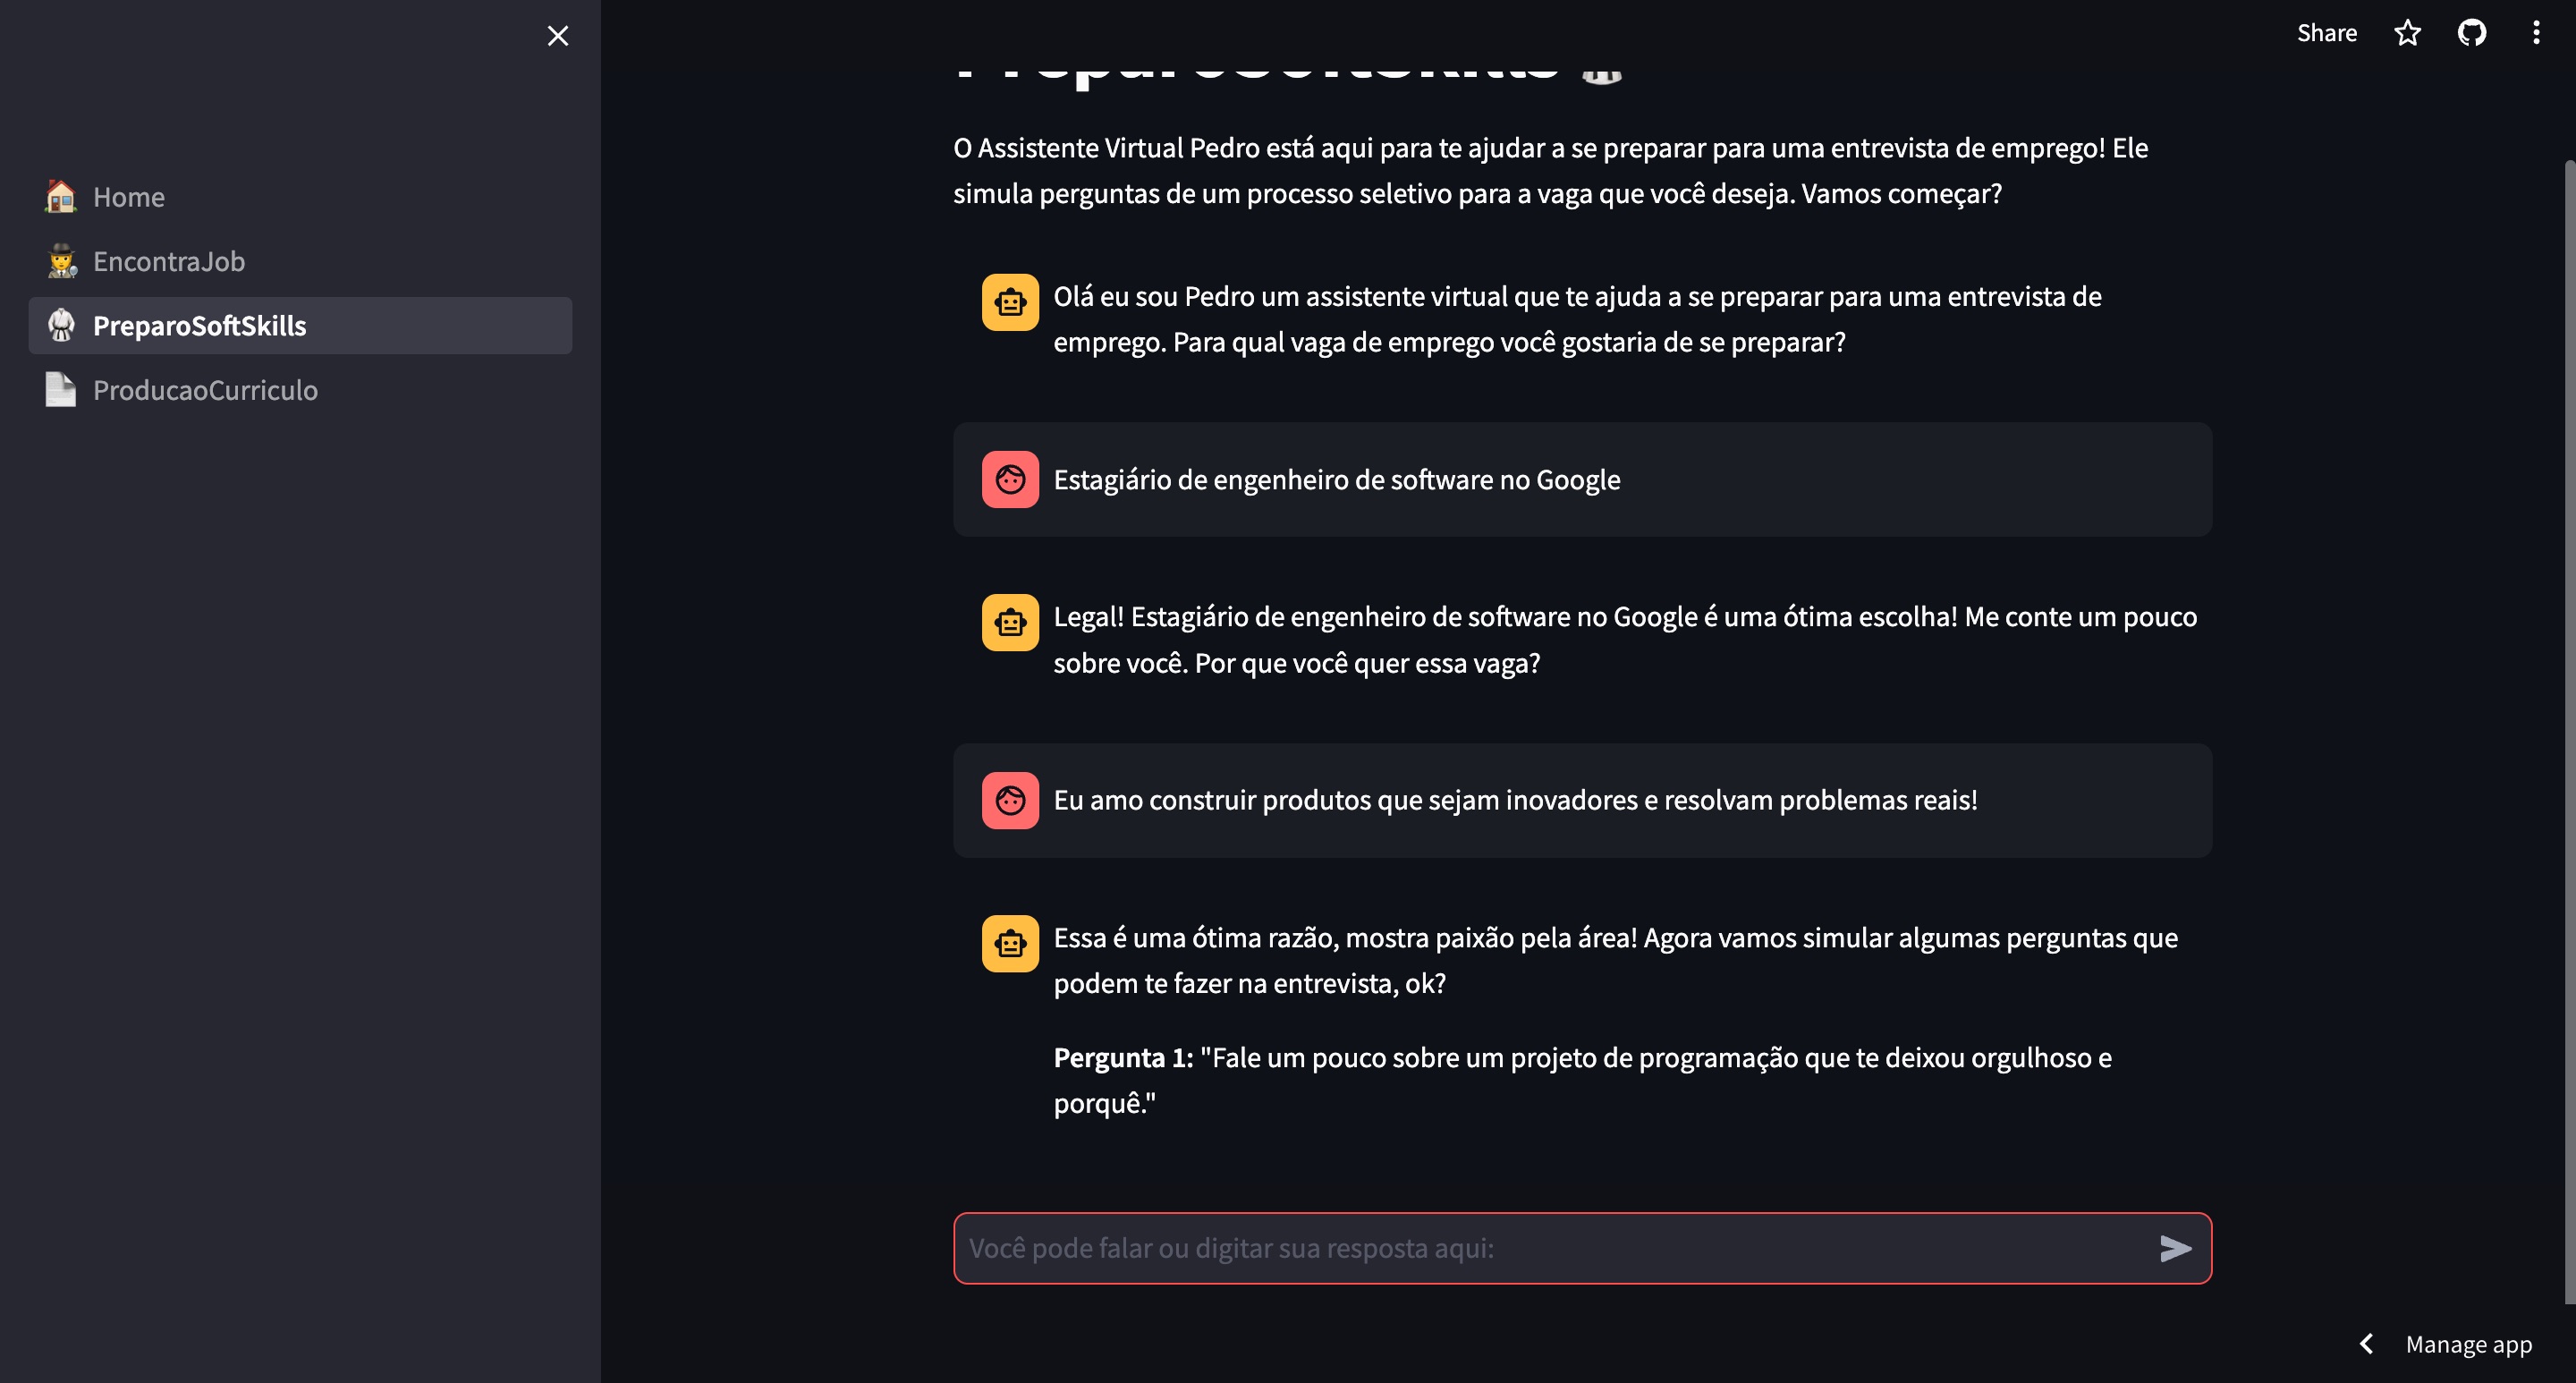 Share
Home
EncontraJob
PreparoSoftSkills
ProducaoCurriculo
PreparoSoftSkills
O Assistente Virtual Pedro está aqui para te ajudar a se preparar para uma entrevista de emprego! Ele
simula perguntas de um processo seletivo para a vaga que você deseja. Vamos começar?
Olá eu sou Pedro um assistente virtual que te ajuda a se preparar para uma entrevista de
emprego. Para qual vaga de emprego você gostaria de se preparar?
Estagiário de engenheiro de software no Google
Legal! Estagiário de engenheiro de software no Google é uma ótima escolha! Me conte um pouco
sobre você. Por que você quer essa vaga?
Eu amo construir produtos que sejam inovadores e resolvam problemas reais!
Essa é uma ótima razão, mostra paixão pela área! Agora vamos simular algumas perguntas que
podem te fazer na entrevista, ok?
Pergunta 1: "Fale um pouco sobre um projeto de programação que te deixou orgulhoso e
porquê."
Você pode falar ou digitar sua resposta aqui:
Manage app